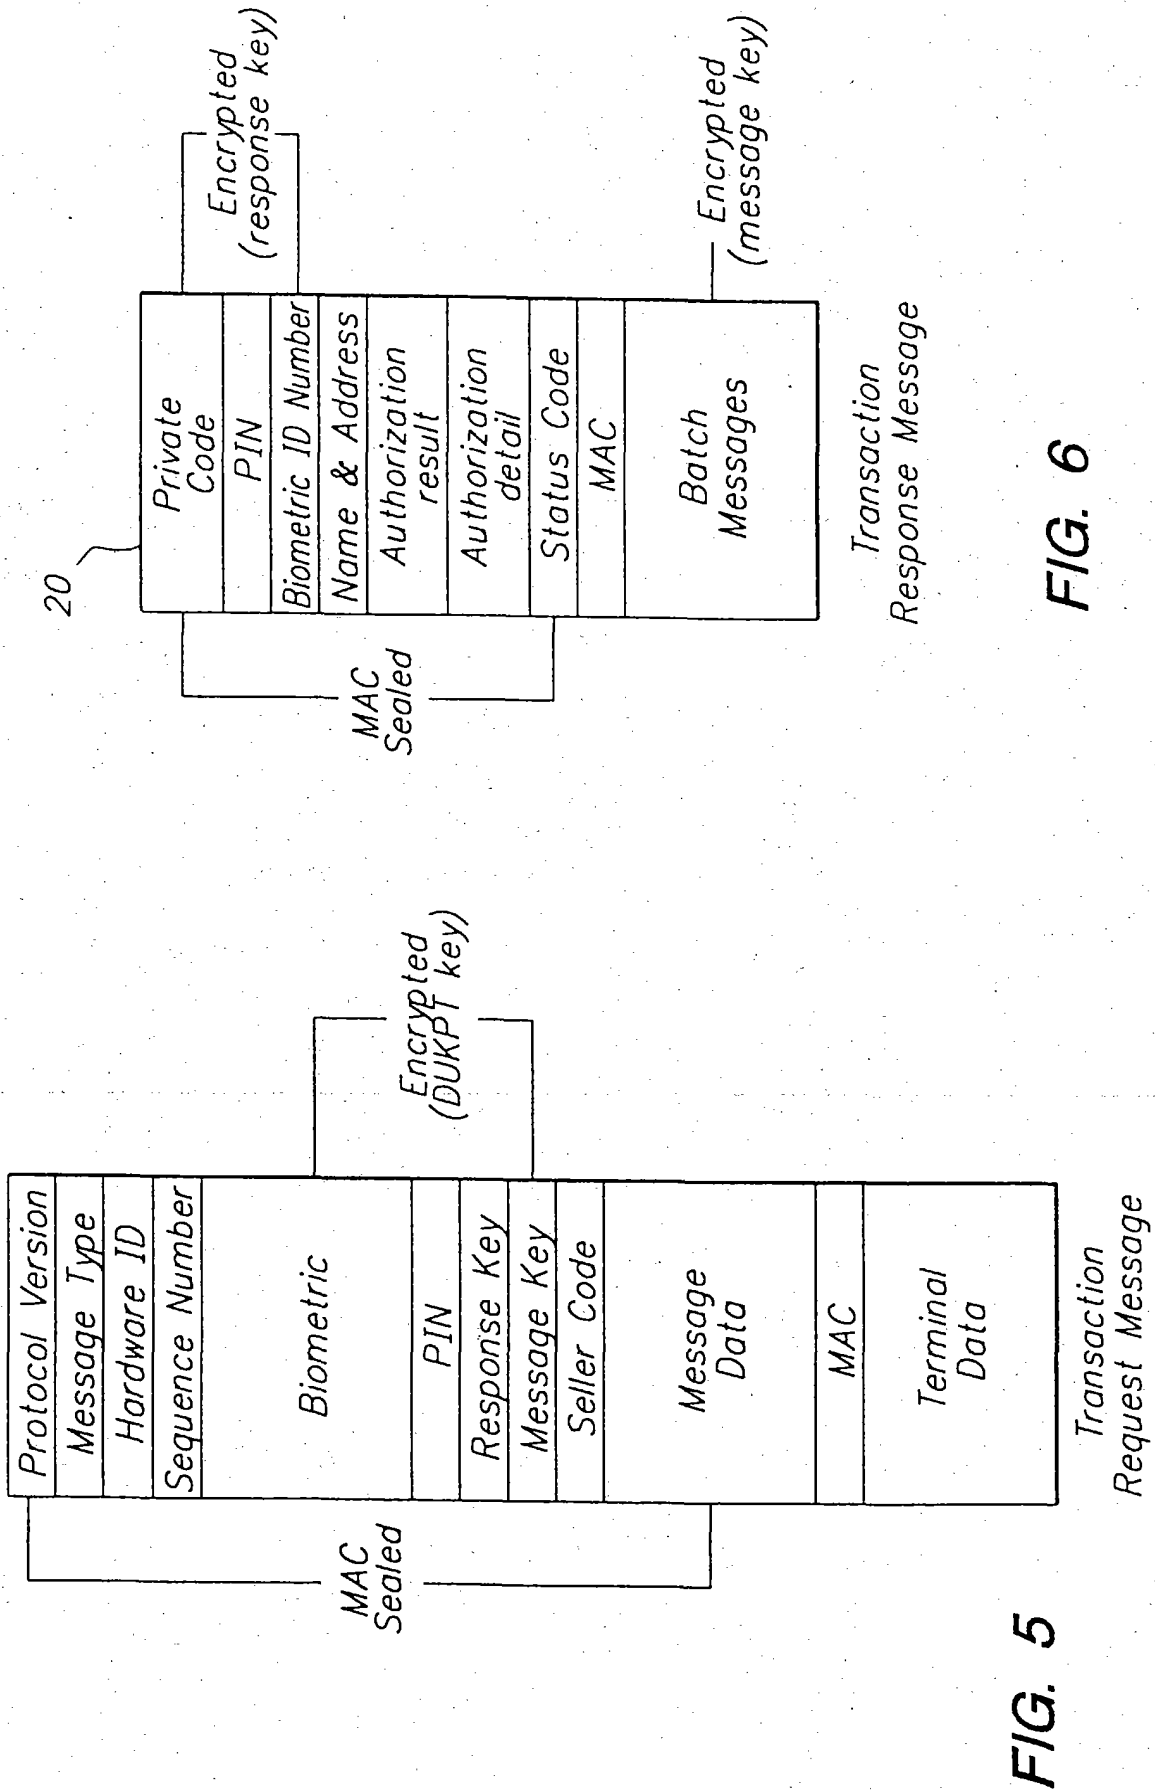 Protocol Version
Message Type
Hardware ID
Sequence Number
Biometric
PIN
Response Key
Message Key
Seller Code
Message
Data
MAC
Terminal
Data
MAC
Sealed
Encrypted
(DUKPT key)
Transaction
Request Message
FIG. 5
20
Private
Code
PIN
Biometric ID Number
Name & Address
Authorization
result
Authorization
detail
Status Code
MAC
Batch
Messages
MAC
Sealed
Encrypted
(response key)
Encrypted
(message key)
Transaction
Response Message
FIG. 6